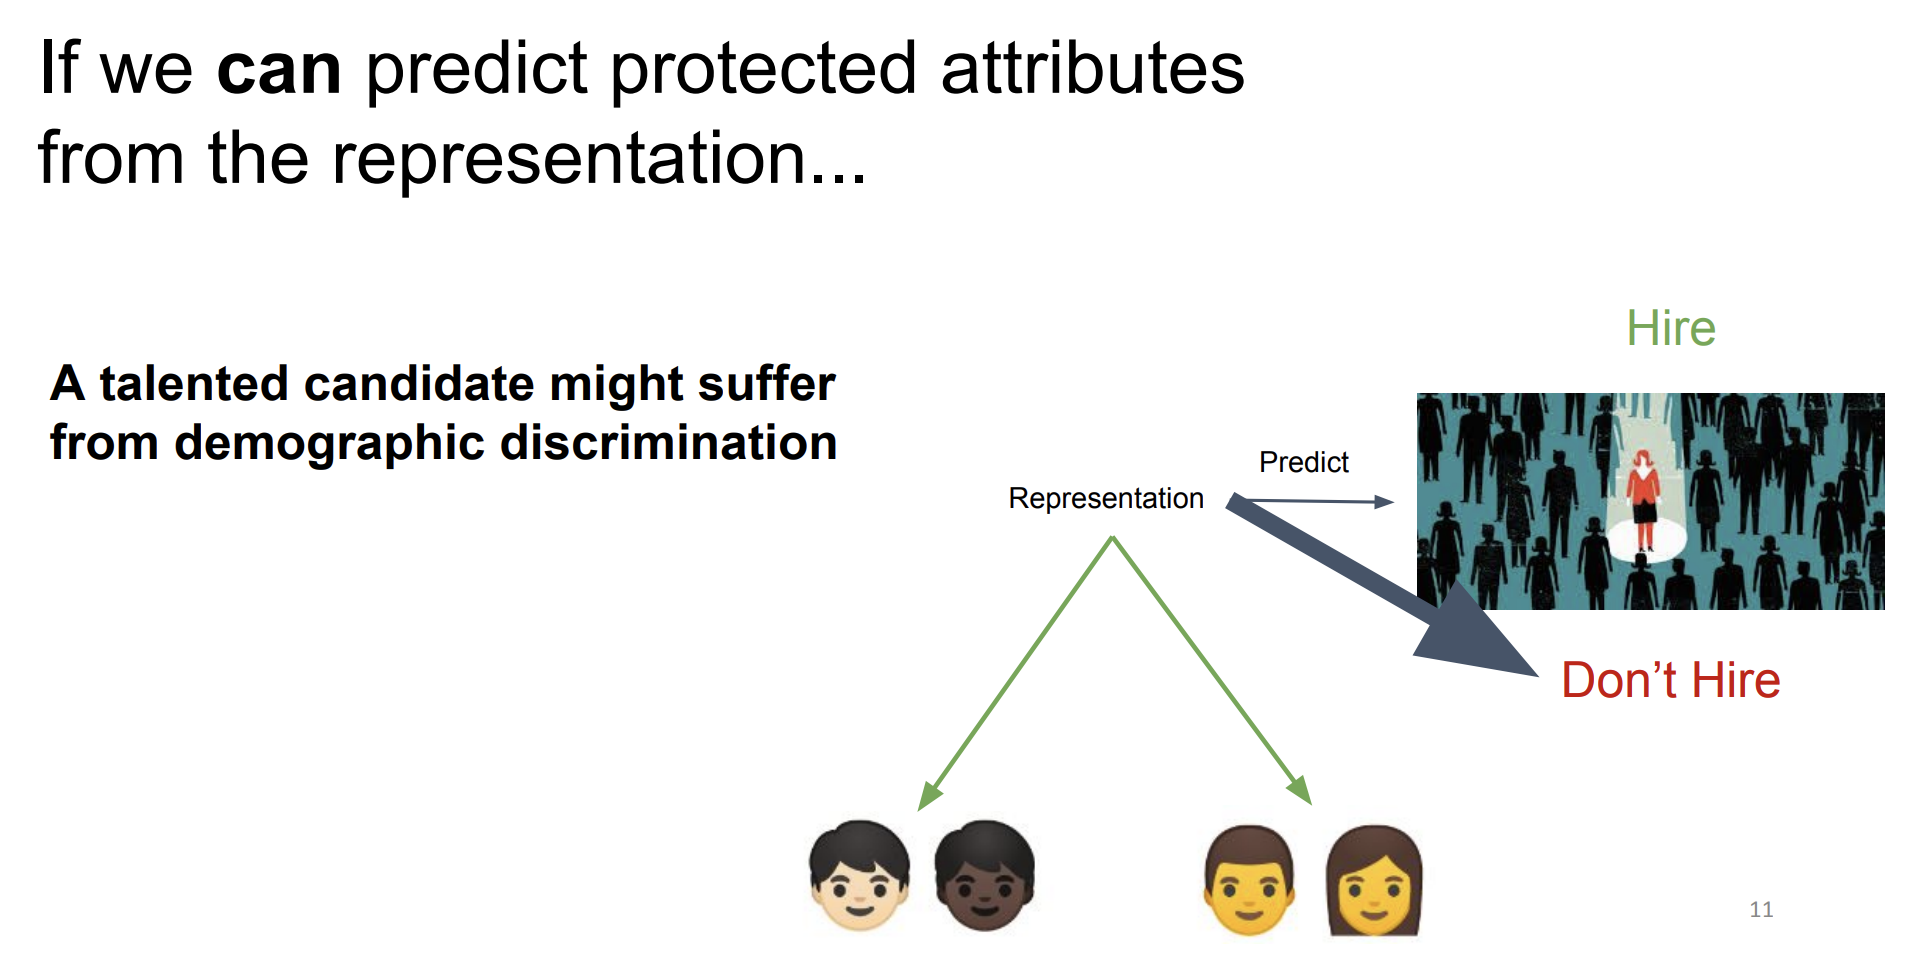 If we can predict protected attributes
from the representation...
A talented candidate might suffer
from demographic discrimination
Hire
Predict
Representation
Don’t Hire
11